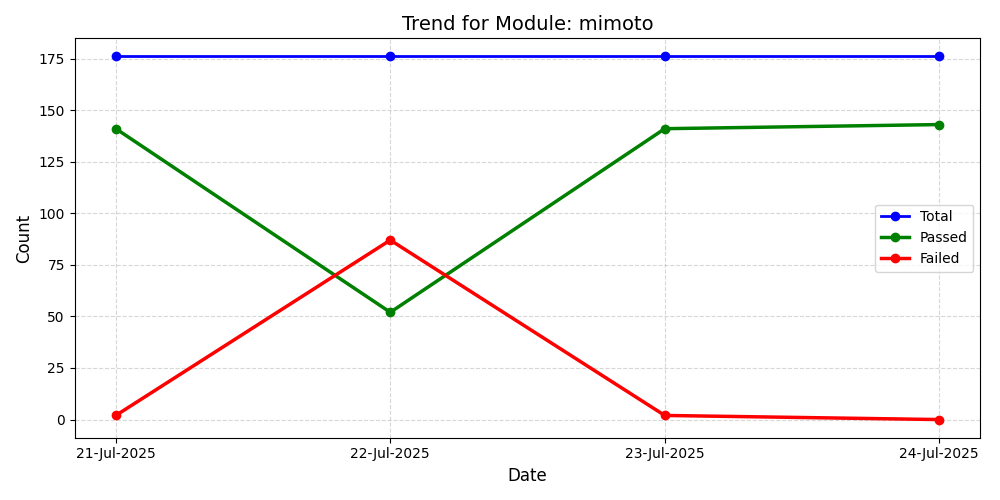 Trend for Module: mimoto
Count
175
150
125
100
75
50
25
0
Total
Passed
Failed
21-Jul-2025
22-Jul-2025
23-Jul-2025
24-Jul-2025
Date